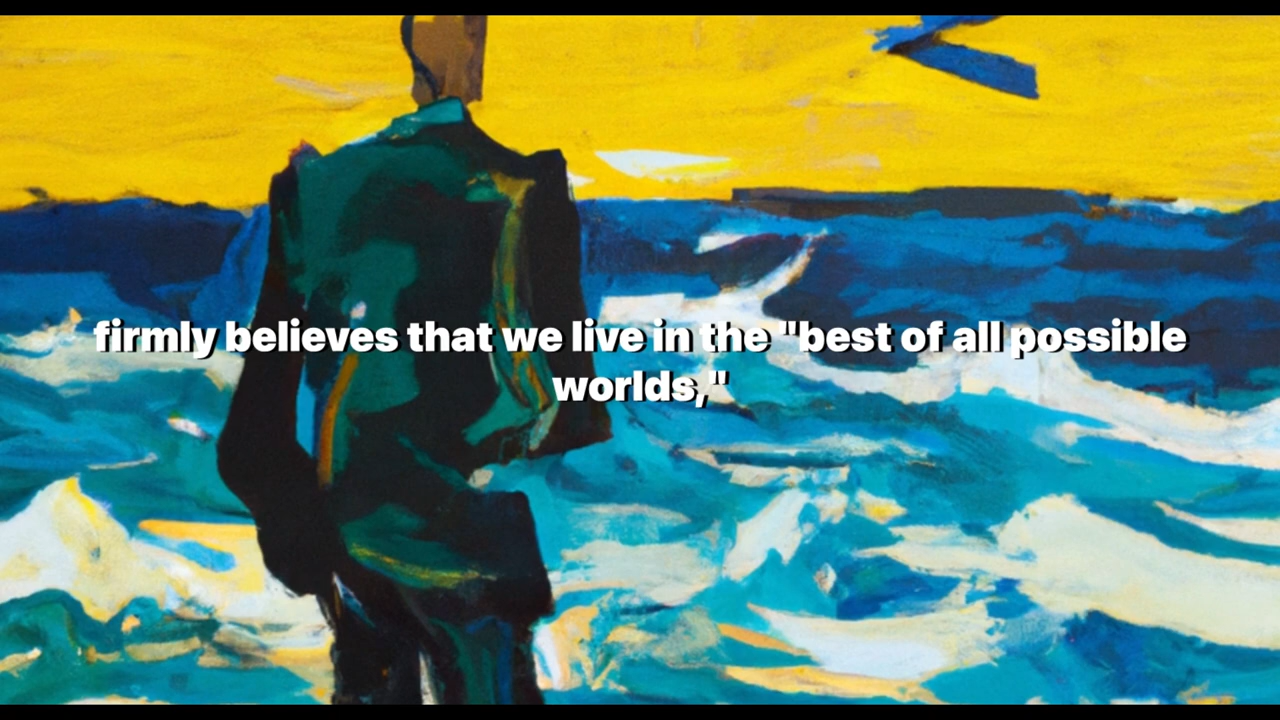 firmly believes that we live in the "best of all possible
worlds,"